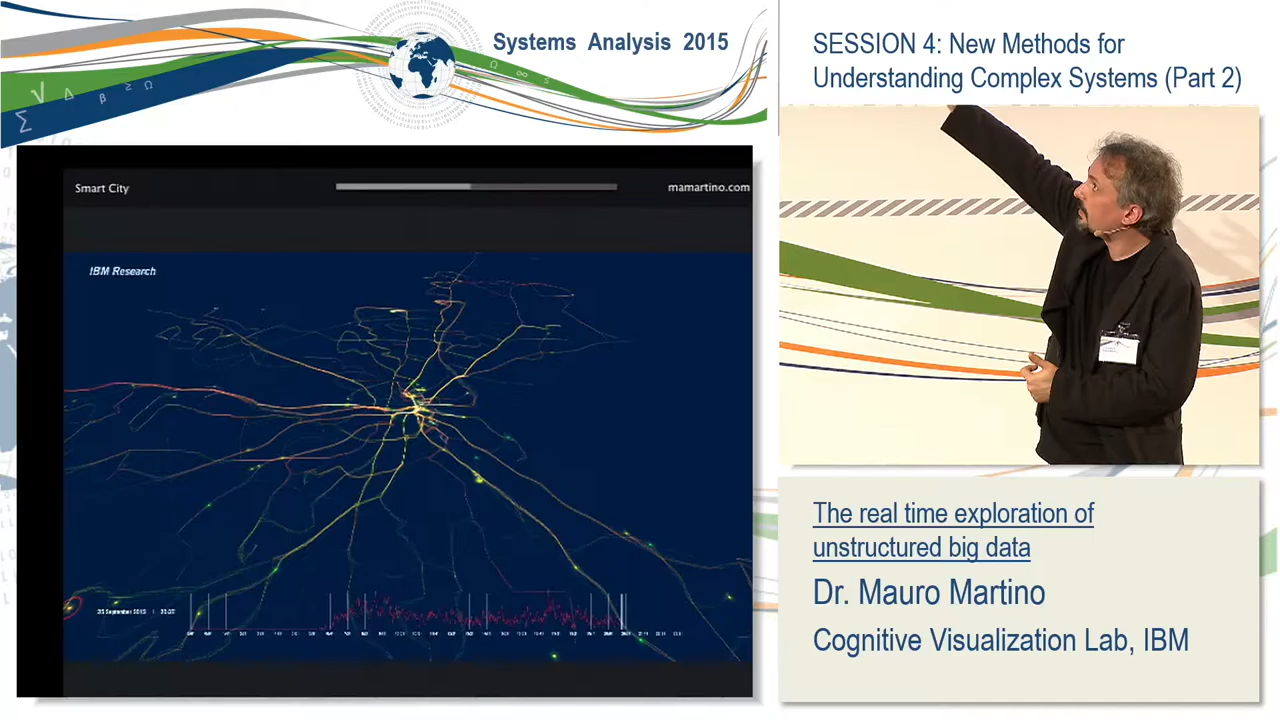 Systems Analysis 2015
SESSION 4: New Methods for
Understanding Complex Systems (Part 2)
Smart City
mamartino.com
IBM Research
The real time exploration of
unstructured big data
Dr. Mauro Martino
Cognitive Visualization Lab, IBM